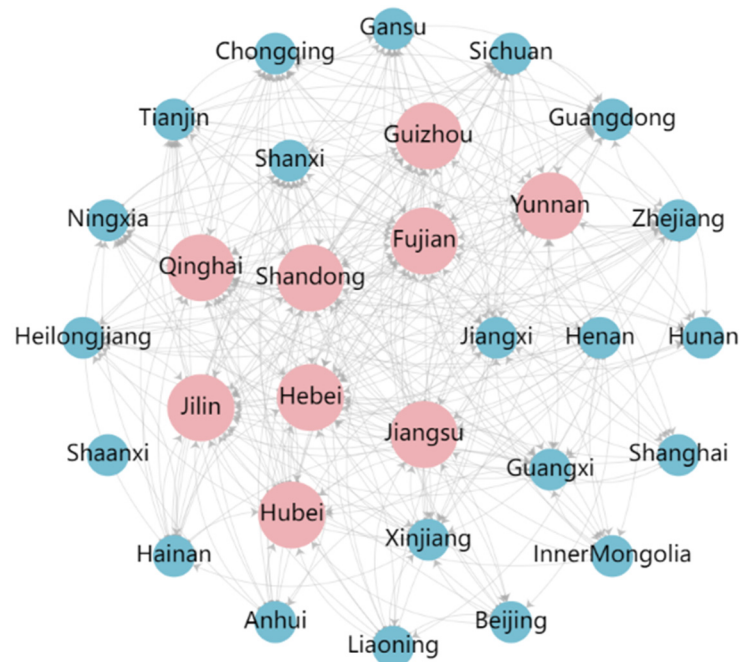 Gansu
Chongqing
Sichuan
Tianjin
Guangdong
Guizhou
Shanxi
Yunnan
Ningxia
Zhejiang
Fujian
Qinghai
Shandong
Heilongjiang
Jiangxi
Henan
Hunan
Hebei
Jilin
Jiangsu
Shaanxi
Shanghai
Guangxi
Hubei
Xinjiang
Hainan
InnerMongolia
Anhui
Beijing
Liaoning